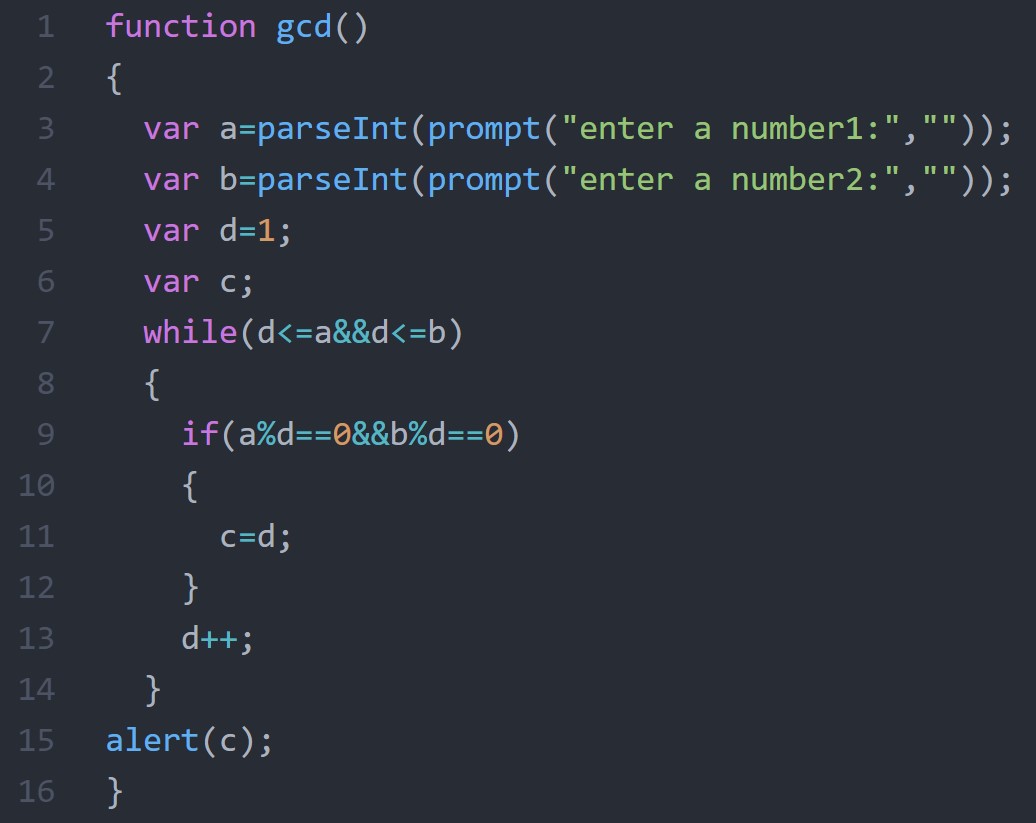 1 function gcd()
2 {
3 var a=parseInt(prompt("enter a number1:",""));
4 var b=parseInt(prompt("enter a number2:",""));
5 var d=1;
6 var c;
7 while(d<=a&&d<=b)
8 {
9 if(a%d==0&&b%d==0)
10 {
11 c=d;
12 }
13 d++;
14 }
15 alert(c);
16 }